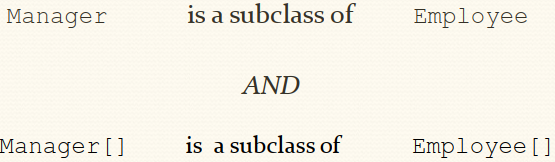 Manager is a subclass of Employee
AND
Manager[] is a subclass of Employee[]